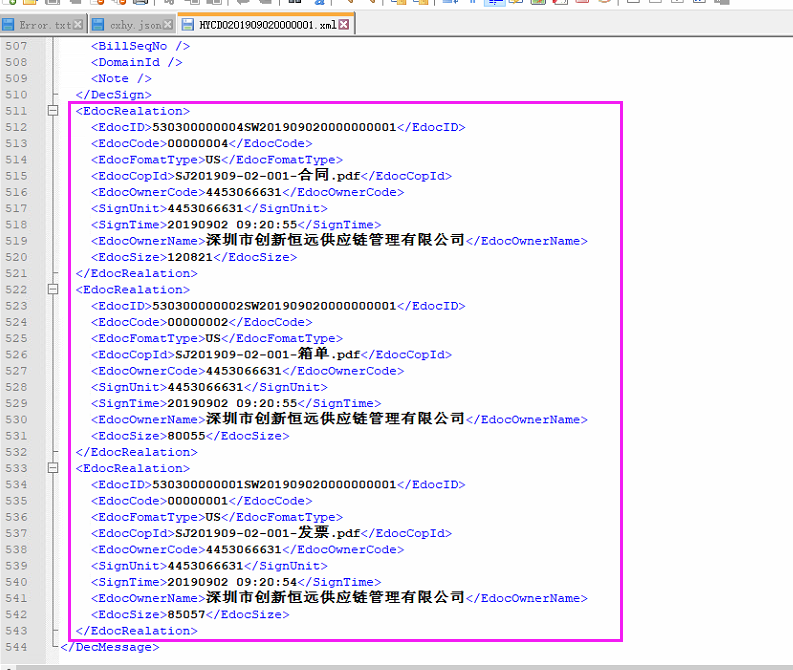 Error.txt cxhy.json HYCD0201909020000001.xml
507 <BillSeqNo />
508 <DomainId />
509 <Note />
510 </DecSign>
511 <EdocRealation>
512 <EdocID>530300000004SW201909020000000001</EdocID>
513 <EdocCode>00000004</EdocCode>
514 <EdocFomatType>US</EdocFomatType>
515 <EdocCopId>SJ201909-02-001-合同.pdf</EdocCopId>
516 <EdocOwnerCode>4453066631</EdocOwnerCode>
517 <SignUnit>4453066631</SignUnit>
518 <SignTime>20190902 09:20:55</SignTime>
519 <EdocOwnerName>深圳市创新恒远供应链管理有限公司</EdocOwnerName>
520 <EdocSize>120821</EdocSize>
521 </EdocRealation>
522 <EdocRealation>
523 <EdocID>530300000002SW201909020000000001</EdocID>
524 <EdocCode>00000002</EdocCode>
525 <EdocFomatType>US</EdocFomatType>
526 <EdocCopId>SJ201909-02-001-箱单.pdf</EdocCopId>
527 <EdocOwnerCode>4453066631</EdocOwnerCode>
528 <SignUnit>4453066631</SignUnit>
529 <SignTime>20190902 09:20:55</SignTime>
530 <EdocOwnerName>深圳市创新恒远供应链管理有限公司</EdocOwnerName>
531 <EdocSize>80055</EdocSize>
532 </EdocRealation>
533 <EdocRealation>
534 <EdocID>530300000001SW201909020000000001</EdocID>
535 <EdocCode>00000001</EdocCode>
536 <EdocFomatType>US</EdocFomatType>
537 <EdocCopId>SJ201909-02-001-发票.pdf</EdocCopId>
538 <EdocOwnerCode>4453066631</EdocOwnerCode>
539 <SignUnit>4453066631</SignUnit>
540 <SignTime>20190902 09:20:54</SignTime>
541 <EdocOwnerName>深圳市创新恒远供应链管理有限公司</EdocOwnerName>
542 <EdocSize>85057</EdocSize>
543 </EdocRealation>
544 </DecMessage>